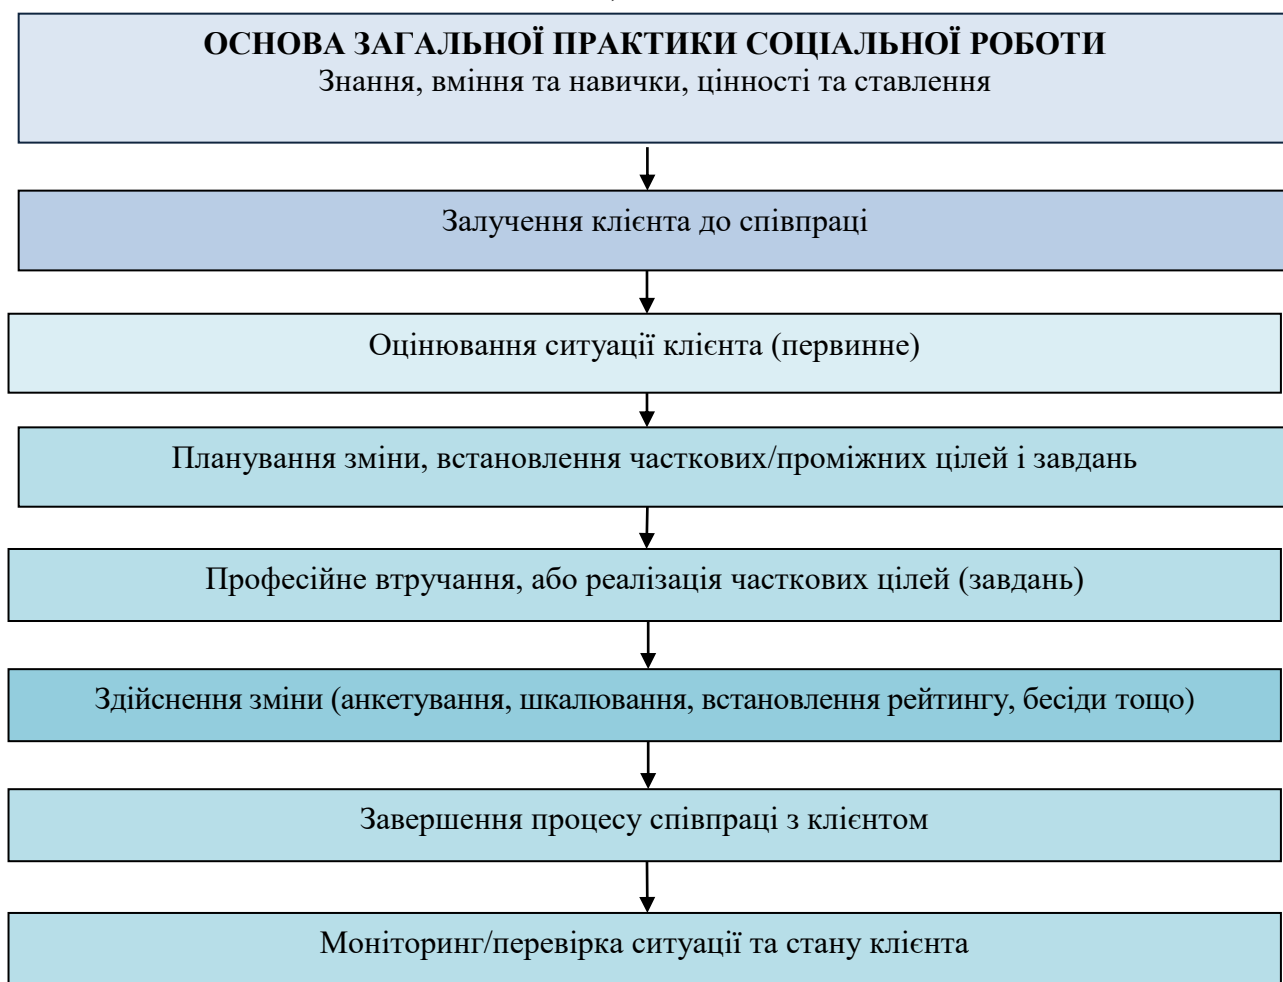 ОСНОВА ЗАГАЛЬНОЇ ПРАКТИКИ СОЦІАЛЬНОЇ РОБОТИ
Знання, вміння та навички, цінності та ставлення
Залучення клієнта до співпраці
Оцінювання ситуації клієнта (первинне)
Планування зміни, встановлення часткових/проміжних цілей і завдань
Професійне втручання, або реалізація часткових цілей (завдань)
Здійснення зміни (анкетування, шкалювання, встановлення рейтингу, бесіди тощо)
Завершення процесу співпраці з клієнтом
Моніторинг/перевірка ситуації та стану клієнта